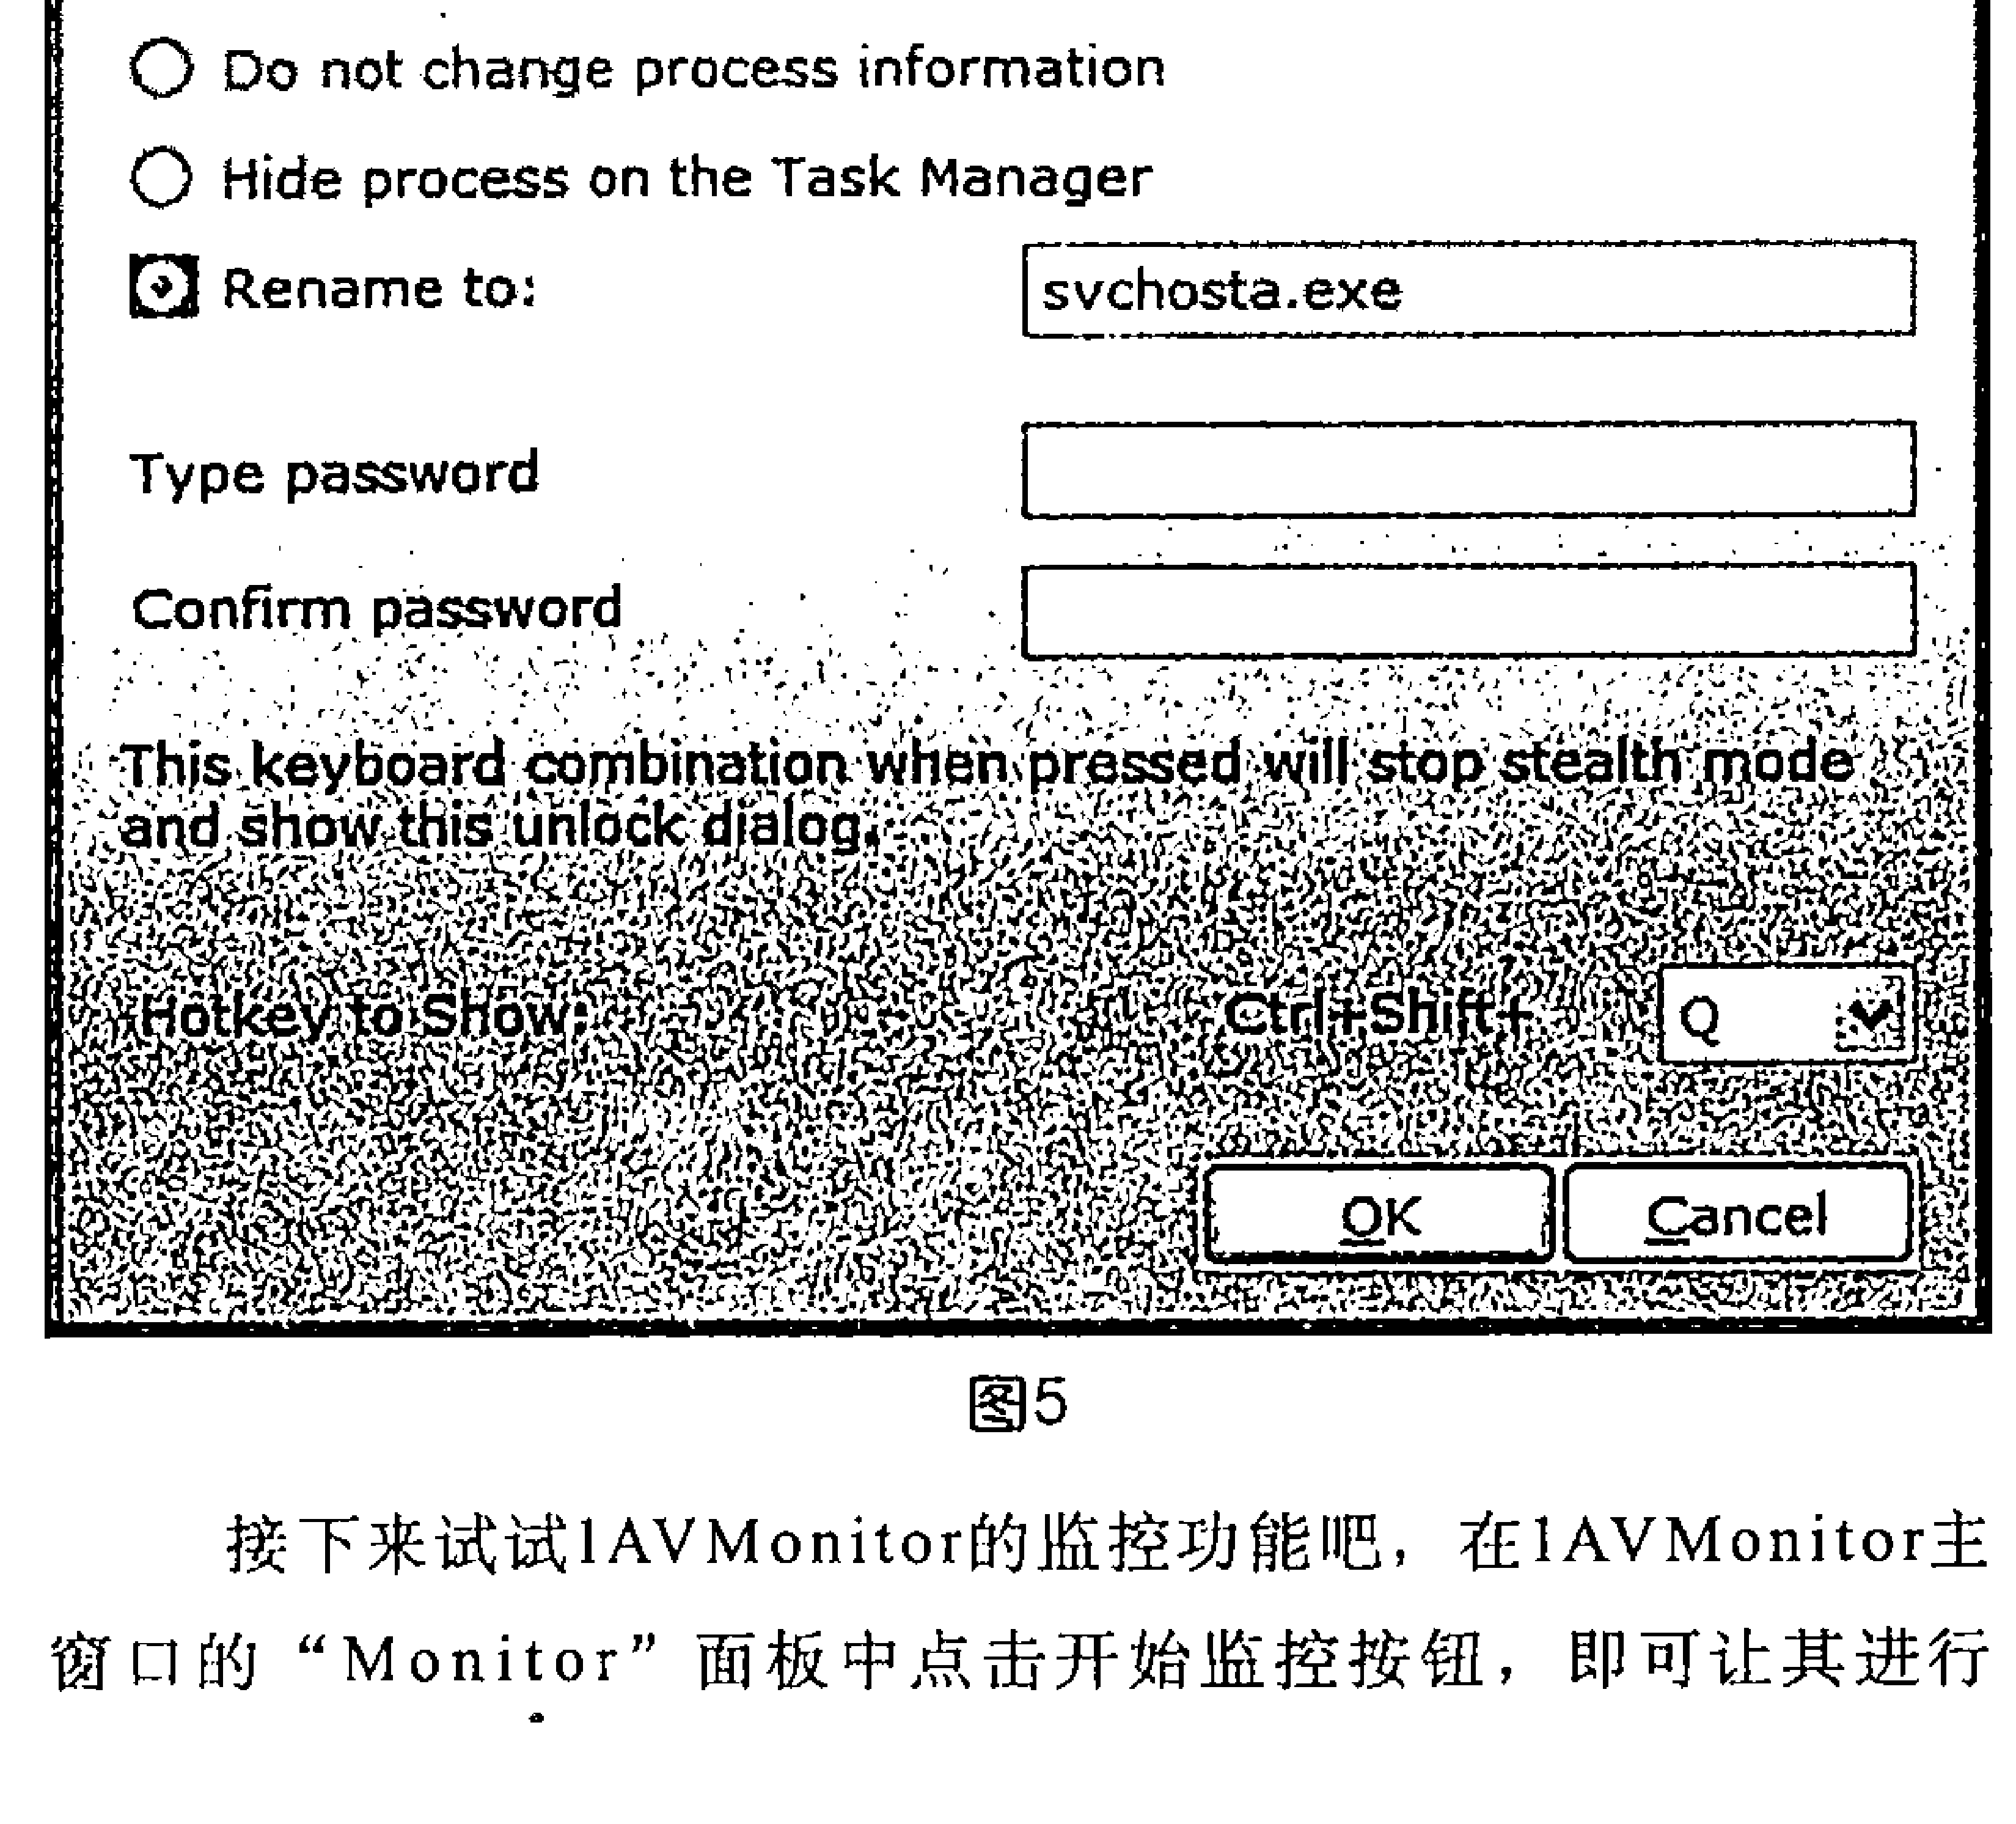 Do not change process information
Hide process on the Task Manager
Rename to:
svchosta.exe
Type password
Confirm password
This keyboard combination when pressed will stop stealth mode
and show this unlock dialog.
Hotkey to Show: Ctrl+Shift+ Q
OK Cancel
图5
接下来试试1AVMonitor的监控功能吧，在1AVMonitor主
窗口的“Monitor”面板中点击开始监控按钮，即可让其进行